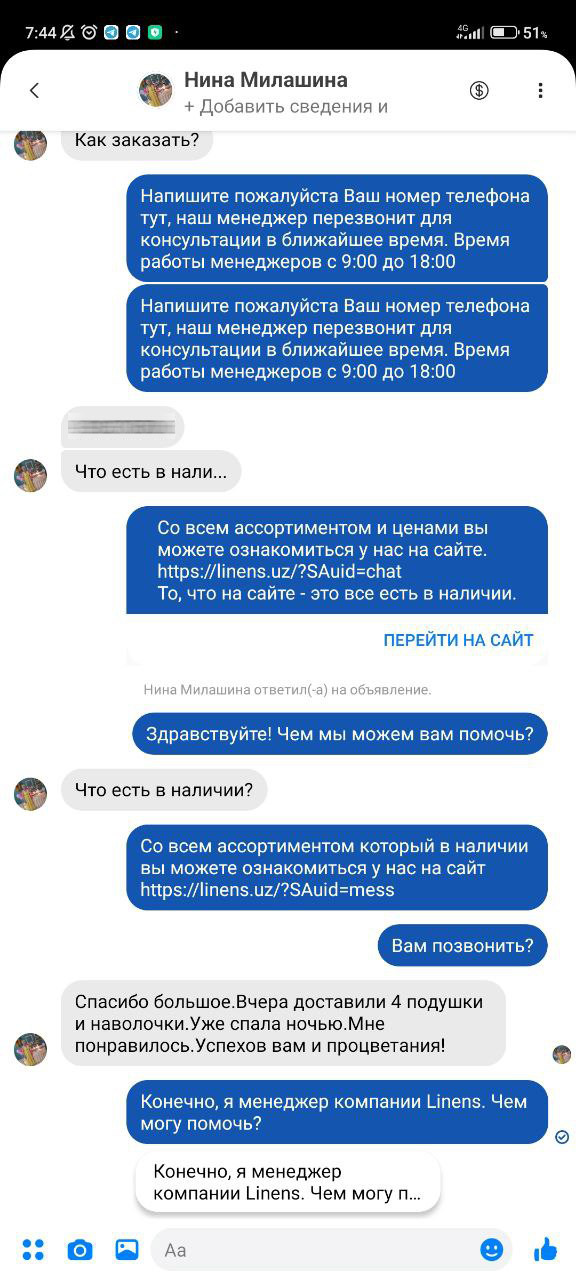 7:44
4G
51%
Нина Милашина
+ Добавить сведения и
Как заказать?
Напишите пожалуйста Ваш номер телефона
тут, наш менеджер перезвонит для
консультации в ближайшее время. Время
работы менеджеров с 9:00 до 18:00
Напишите пожалуйста Ваш номер телефона
тут, наш менеджер перезвонит для
консультации в ближайшее время. Время
работы менеджеров с 9:00 до 18:00
Что есть в нали...
Со всем ассортиментом и ценами вы
можете ознакомиться у нас на сайте.
https://linens.uz/?SAuid=chat
То, что на сайте - это все есть в наличии.
ПЕРЕЙТИ НА САЙТ
Нина Милашина ответил(-а) на объявление.
Здравствуйте! Чем мы можем вам помочь?
Что есть в наличии?
Со всем ассортиментом который в наличии
вы можете ознакомиться у нас на сайт
https://linens.uz/?SAuid=mess
Вам позвонить?
Спасибо большое.Вчера доставили 4 подушки
и наволочки.Уже спала ночью.Мне
понравилось.Успехов вам и процветания!
Конечно, я менеджер компании Linens. Чем
могу помочь?
Конечно, я менеджер
компании Linens. Чем могу п...
Aa